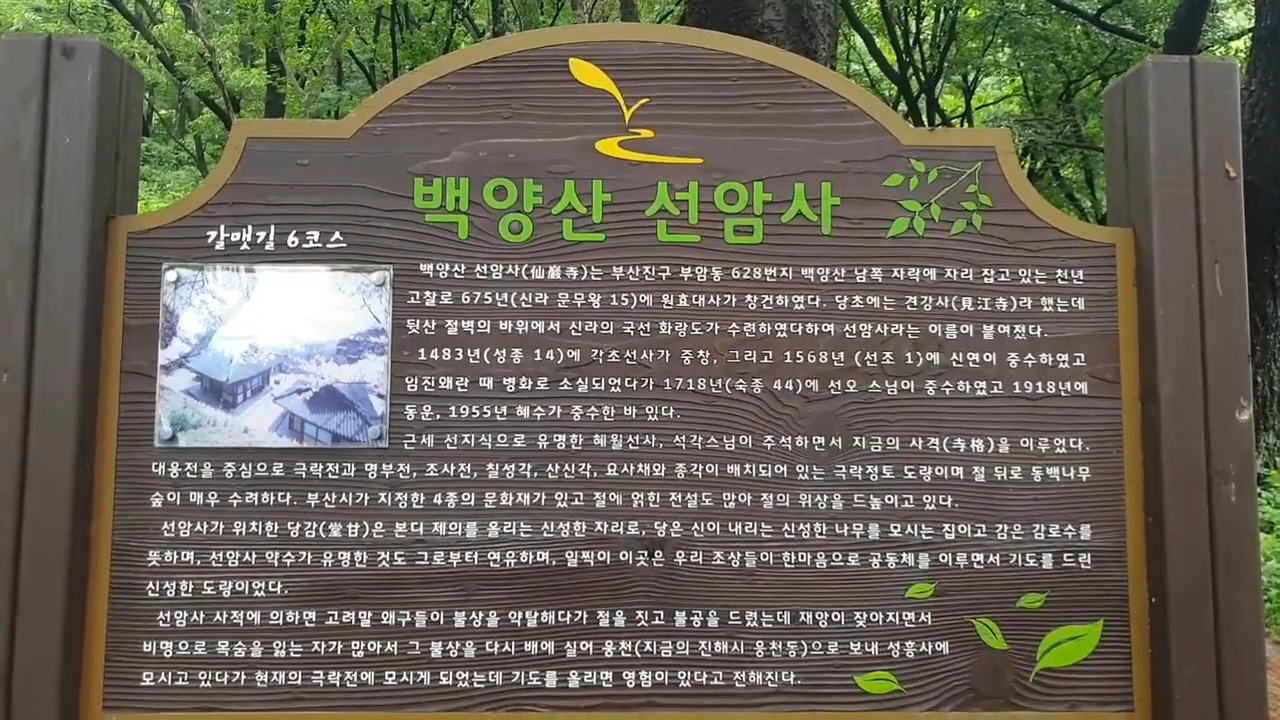 백양산 선암사
갈맷길 6코스
백양산 선암사(仙巖寺)는 부산진구 부암동 628번지 백양산 남쪽 자락에 자리 잡고 있는 천년
고찰로 675년(신라 문무왕 15)에 원효대사가 창건하였다. 당초에는 견강사(見江寺)라 했는데
뒷산 절벽의 바위에서 신라의 국선 화랑도가 수련하였다하여 선암사라는 이름이 붙여졌다.
1483년(성종 14)에 각초선사가 중창, 그리고 1568년 (선조 1)에 신연이 중수하였고
임진왜란 때 병화로 소실되었다가 1718년(숙종 44)에 선오 스님이 중수하였고 1918년에
동운, 1955년 혜수가 중수한 바 있다.
근세 선지식으로 유명한 혜월선사, 석각스님이 주석하면서 지금의 사격(寺格)을 이루었다.
대웅전을 중심으로 극락전과 명부전, 조사전, 칠성각, 산신각, 요사채와 종각이 배치되어 있는 극락정토 도량이며 절 뒤로 동백나무
숲이 매우 수려하다. 부산시가 지정한 4종의 문화재가 있고 절에 얽힌 전설도 많아 절의 위상을 드높이고 있다.
선암사가 위치한 당감(堂甘)은 본디 제의를 올리는 신성한 자리로, 당은 신이 내리는 신성한 나무를 모시는 집이고 감은 감로수를
뜻하며, 선암사 약수가 유명한 것도 그로부터 연유하며, 일찍이 이곳은 우리 조상들이 한마음으로 공동체를 이루면서 기도를 드린
신성한 도량이었다.
선암사 사적에 의하면 고려말 왜구들이 불상을 약탈해다가 절을 짓고 불공을 드렸는데 재앙이 잦아지면서
비명으로 목숨을 잃는 자가 많아서 그 불상을 다시 배에 실어 웅천(지금의 진해시 웅천동)으로 보내 성흥사에
모시고 있다가 현재의 극락전에 모시게 되었는데 기도를 올리면 영험이 있다고 전해진다.